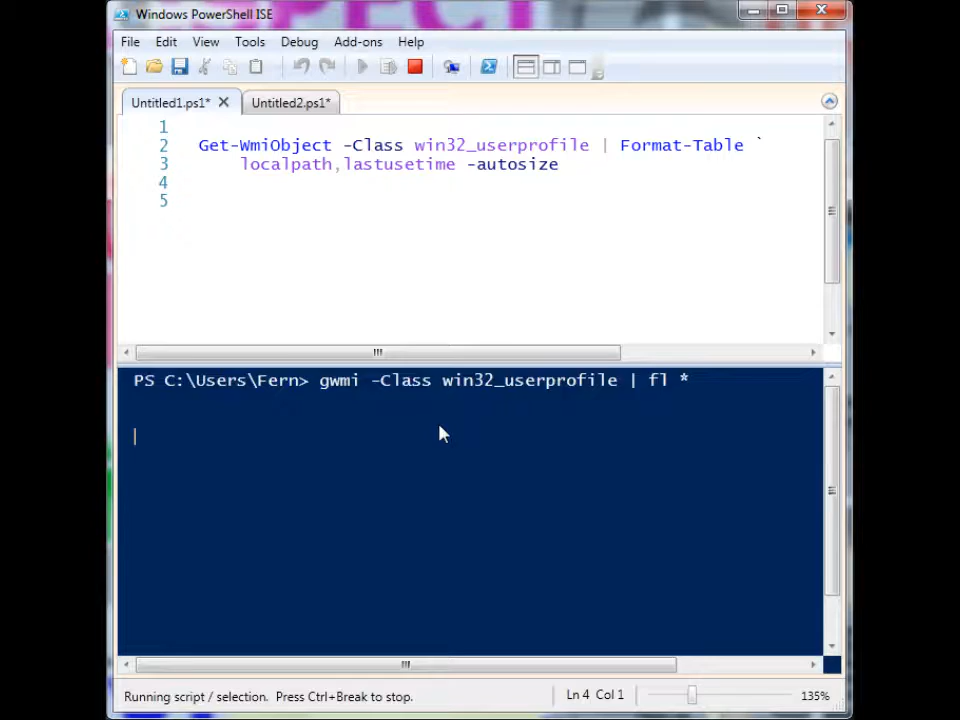 Windows PowerShell ISE
File Edit View Tools Debug Add-ons Help
Untitled1.ps1* Untitled2.ps1*
1
2 Get-WmiObject -Class win32_userprofile | Format-Table `
3 localpath,lastusetime -autosize
4
5
PS C:\Users\Fern> gwmi -Class win32_userprofile | fl *
Running script / selection. Press Ctrl+Break to stop. Ln 4 Col 1 135%